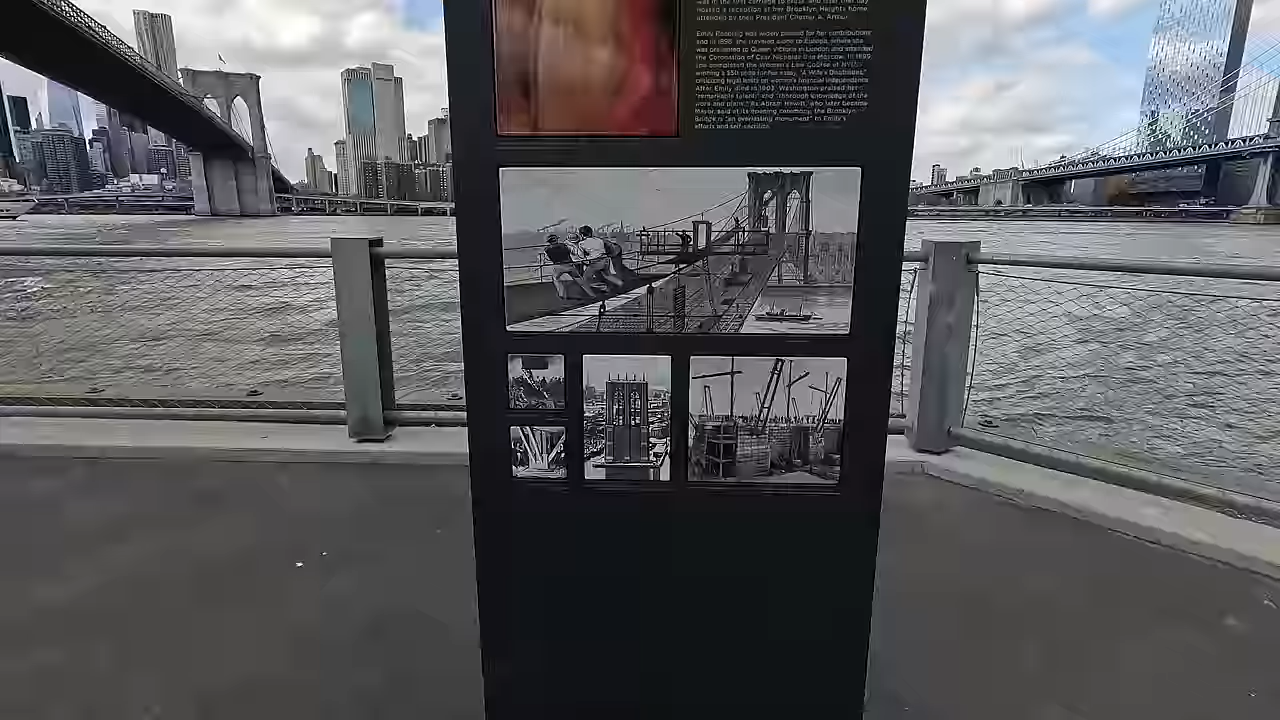 was in the first carriage to cross, and later that day
hosted a reception at her Brooklyn Heights home
attended by then President Chester A. Arthur.
Emily Roebling was widely praised for her contributions
and in 1896 she traveled alone to Europe, where she
was presented to Queen Victoria in London and attended
the Coronation of Czar Nicholas II in Moscow. In 1899,
she completed the Women's Law Course at NYU,
winning a $50 prize for her essay, "A Wife's Disabilities,"
criticizing legal limits on women's financial independence.
After Emily died in 1903, Washington praised her
"remarkable talent" and "thorough knowledge of the
work and plans." As Abram Hewitt, who later became
Mayor, said at its opening ceremony, the Brooklyn
Bridge is "an everlasting monument" to Emily's
efforts and self-sacrifice.